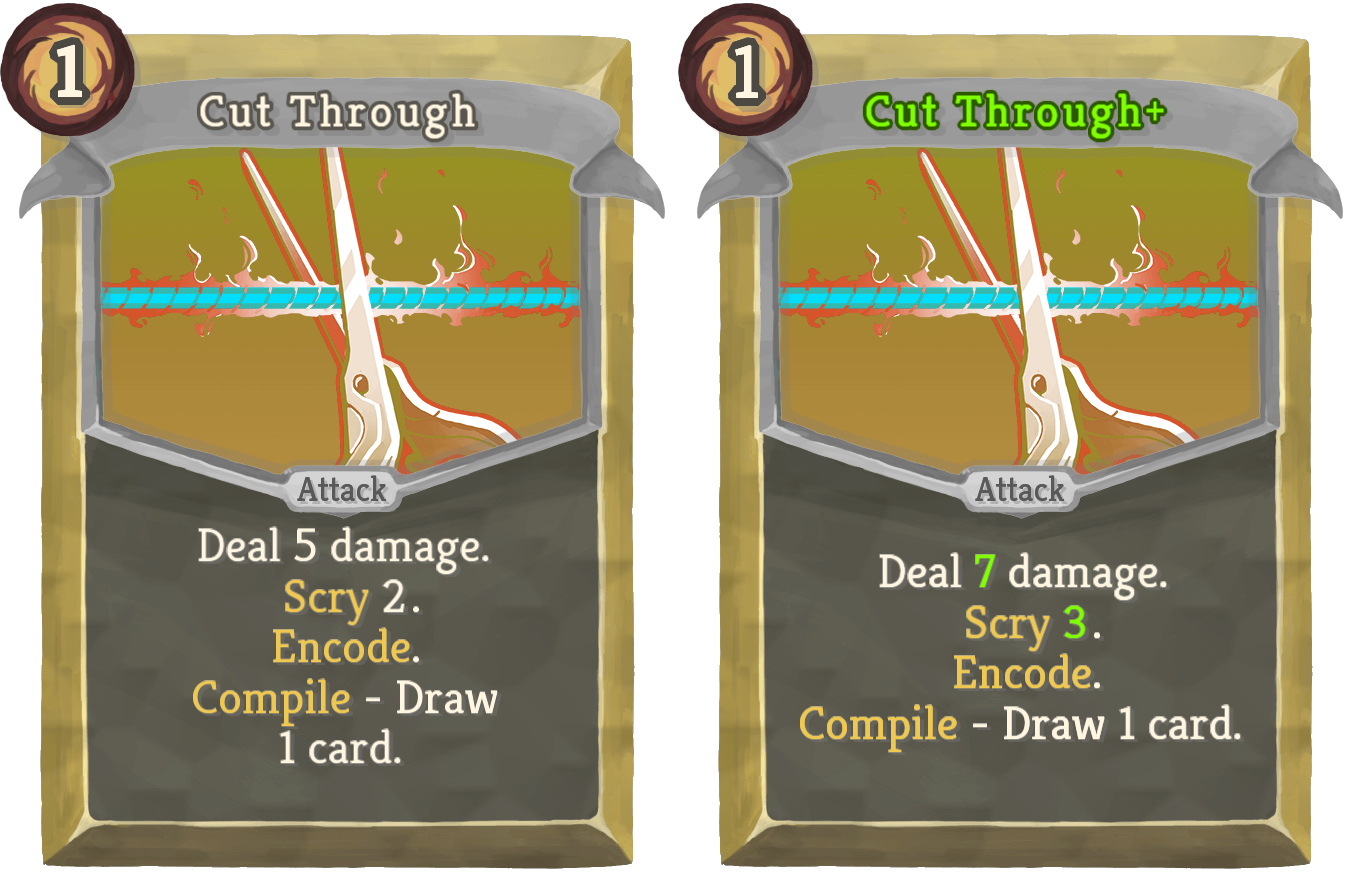 1
Cut Through
Attack
Deal 5 damage.
Scry 2.
Encode.
Compile - Draw
1 card.
1
Cut Through+
Attack
Deal 7 damage.
Scry 3.
Encode.
Compile - Draw 1 card.